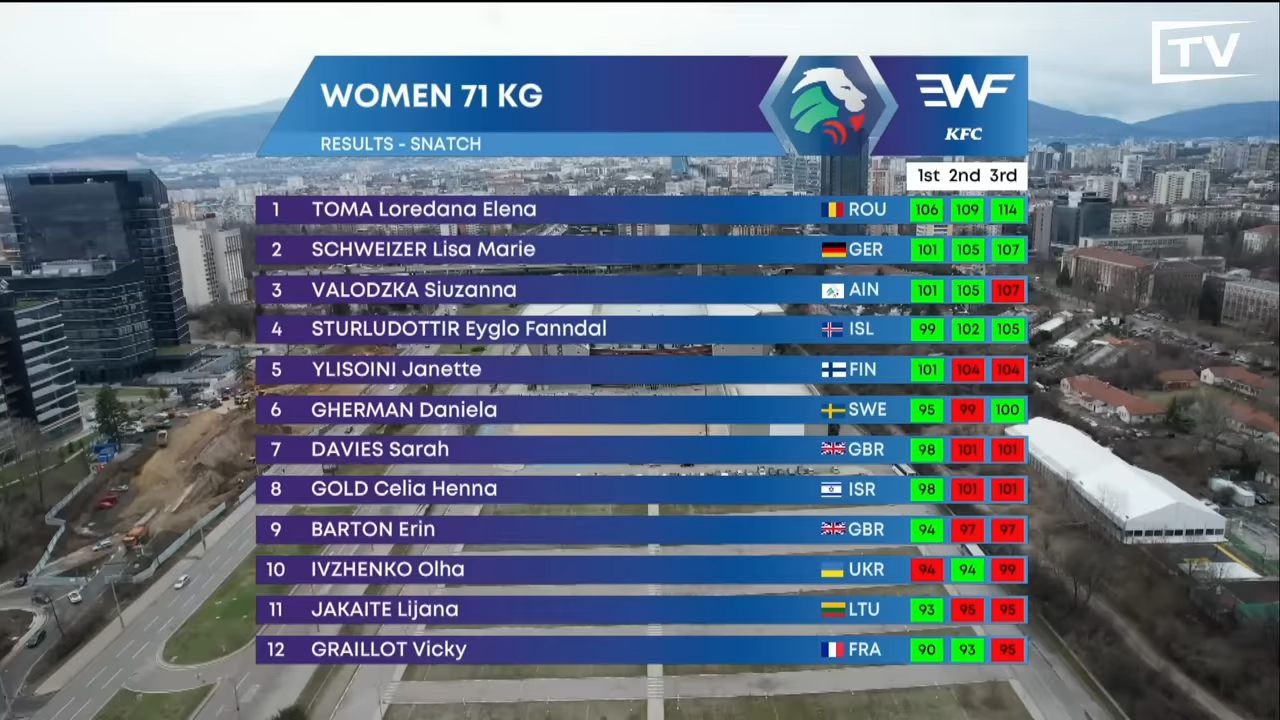 TV
WOMEN 71 KG
EWF
RESULTS - SNATCH
KFC
1st 2nd 3rd
1 TOMA Loredana Elena ROU 106 109 114
2 SCHWEIZER Lisa Marie GER 101 105 107
3 VALODZKA Siuzanna AIN 101 105 107
4 STURLUDOTTIR Eyglo Fanndal ISL 99 102 105
5 YLISOINI Janette FIN 101 104 104
6 GHERMAN Daniela SWE 95 99 100
7 DAVIES Sarah GBR 98 101 101
8 GOLD Celia Henna ISR 98 101 101
9 BARTON Erin GBR 94 97 97
10 IVZHENKO Olha UKR 94 94 99
11 JAKAITE Lijana LTU 93 95 95
12 GRAILLOT Vicky FRA 90 93 95